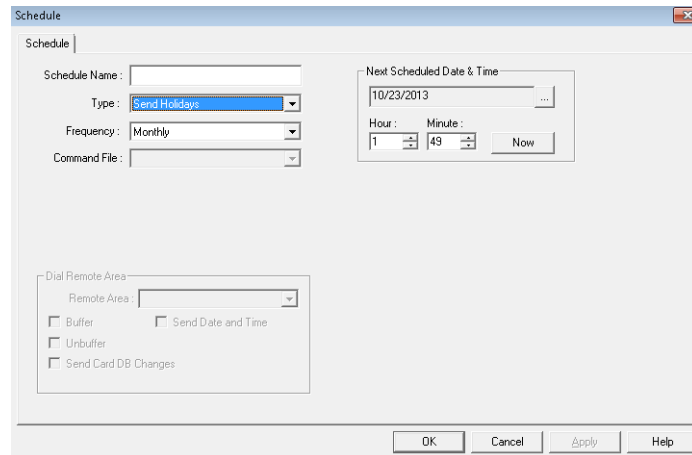 Schedule
Schedule
Schedule Name :
Type : Send Holidays
Frequency : Monthly
Command File :
Next Scheduled Date & Time
10/23/2013 ...
Hour : Minute :
1 49 Now
Dial Remote Area
Remote Area :
Buffer Send Date and Time
Unbuffer
Send Card DB Changes
OK Cancel Apply Help